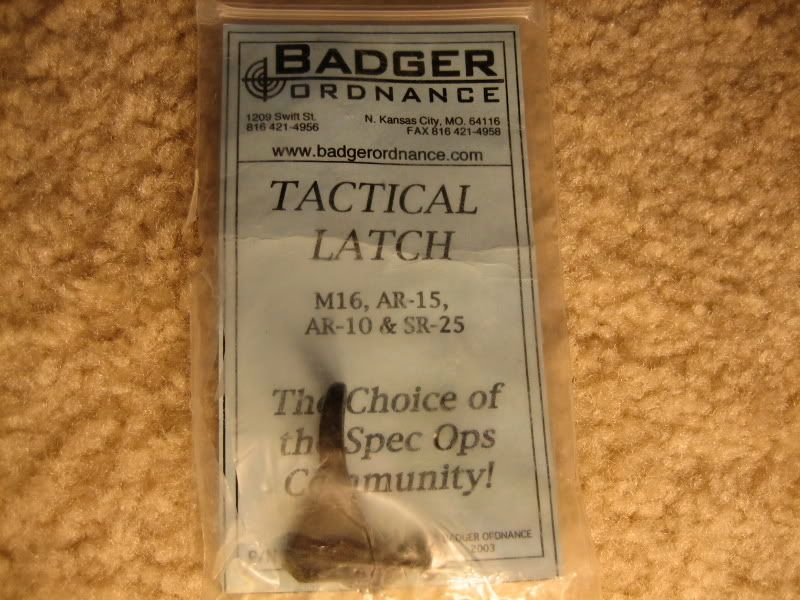 BADGER
ORDNANCE
1209 Swift St. N. Kansas City, MO. 64116
816 421-4956 FAX 816 421-4958
www.badgerordnance.com
TACTICAL
LATCH
M16, AR-15,
AR-10 & SR-25
The Choice of
the Spec Ops
Community!
BADGER ORDNANCE
P/N 2003